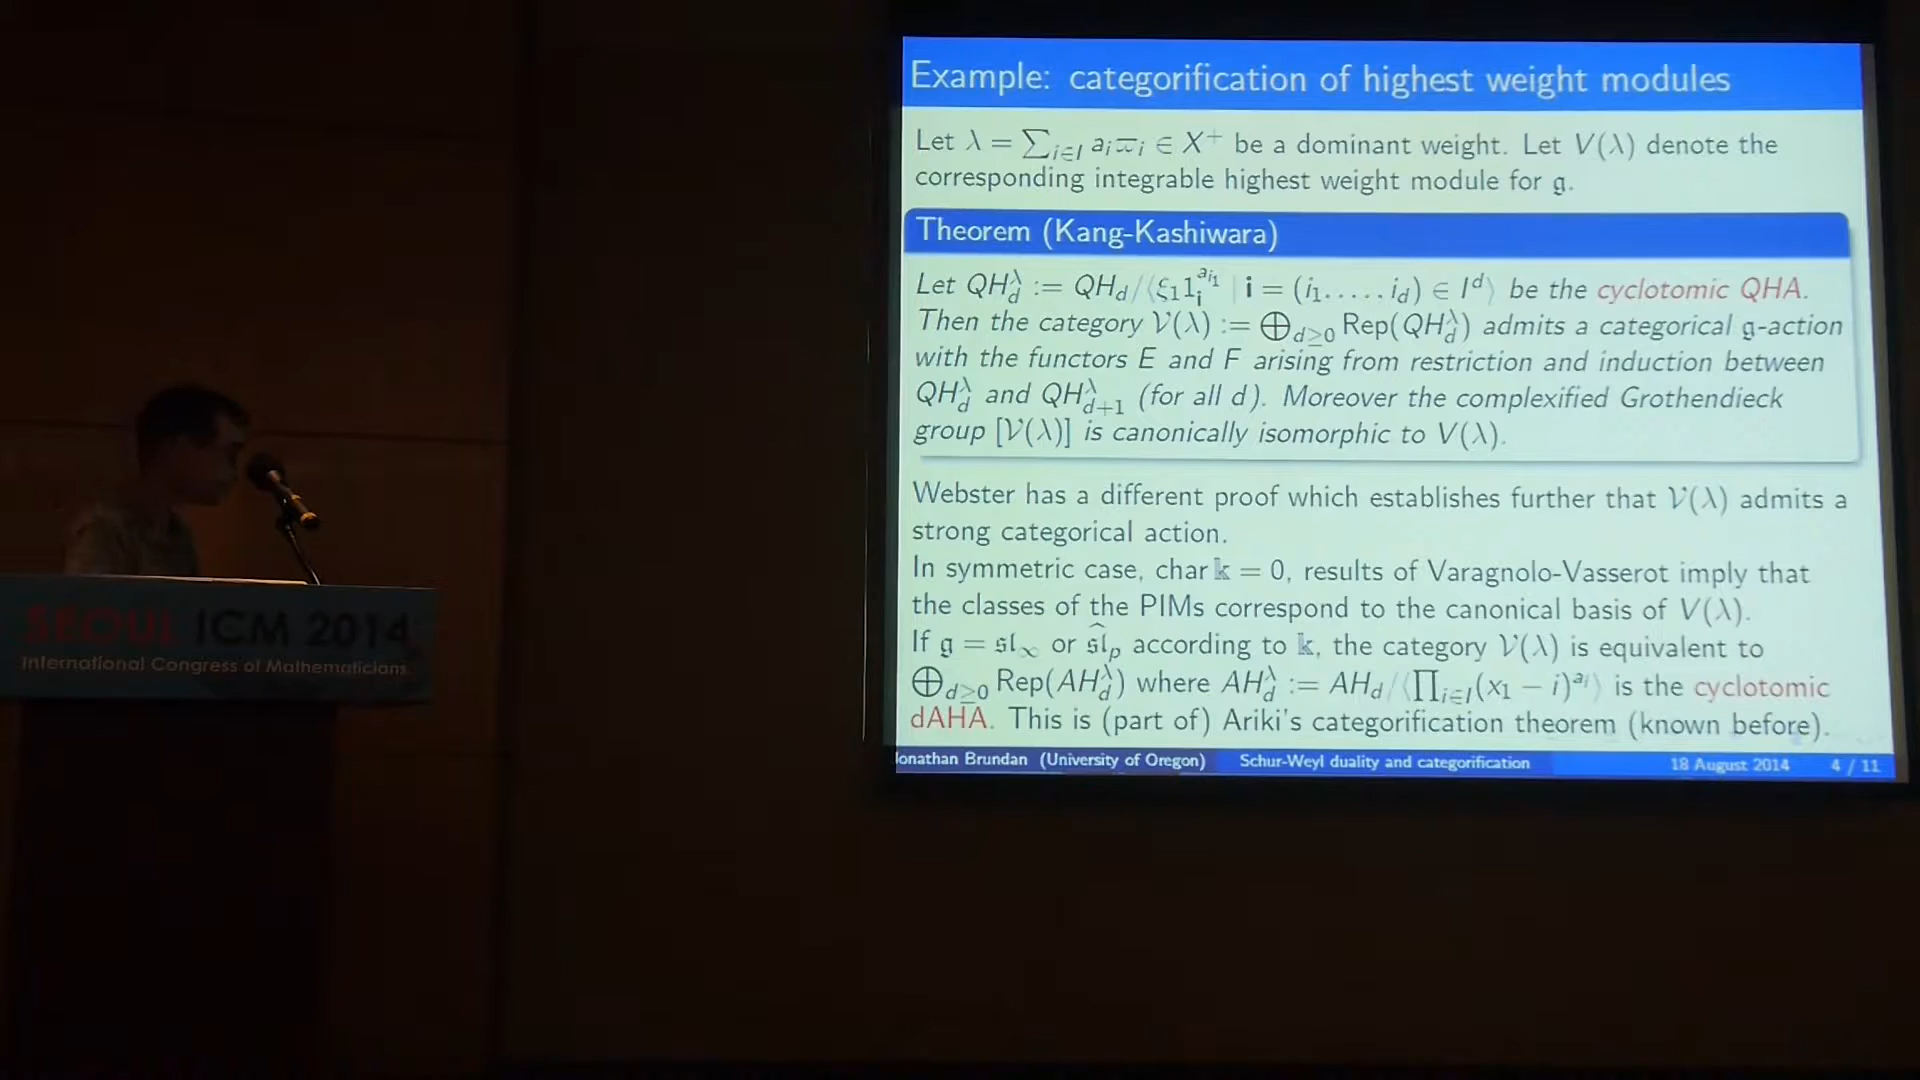 Example: categorification of highest weight modules
Let λ = ∑_{i∈I} a_i ϖ_i ∈ X⁺ be a dominant weight. Let V(λ) denote the
corresponding integrable highest weight module for 𝔤.
Theorem (Kang-Kashiwara)
Let QH_d^λ := QH_d/⟨ξ₁1_𝐢^{a_{i₁}} | 𝐢 = (i₁.....i_d) ∈ I^d⟩ be the cyclotomic QHA.
Then the category 𝒱(λ) := ⨁_{d≥0} Rep(QH_d^λ) admits a categorical 𝔤-action
with the functors E and F arising from restriction and induction between
QH_d^λ and QH_{d+1}^λ (for all d). Moreover the complexified Grothendieck
group [𝒱(λ)] is canonically isomorphic to V(λ).
Webster has a different proof which establishes further that 𝒱(λ) admits a
strong categorical action.
In symmetric case, char 𝕜 = 0, results of Varagnolo-Vasserot imply that
the classes of the PIMs correspond to the canonical basis of V(λ).
If 𝔤 = 𝔰𝔩_∞ or \widehat{𝔰𝔩}_p according to 𝕜, the category 𝒱(λ) is equivalent to
⨁_{d≥0} Rep(AH_d^λ) where AH_d^λ := AH_d/⟨∏_{i∈I}(x₁ − i)^{a_i}⟩ is the cyclotomic
dAHA. This is (part of) Ariki's categorification theorem (known before).
Jonathan Brundan (University of Oregon) Schur-Weyl duality and categorification 18 August 2014 4 / 11
SEOUL ICM 2014
International Congress of Mathematicians